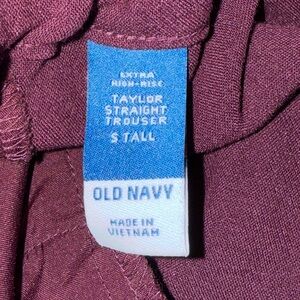 EXTRA
HIGH-RISE
TAYLOR
STRAIGHT
TROUSER
S TALL
OLD NAVY
MADE IN
VIETNAM